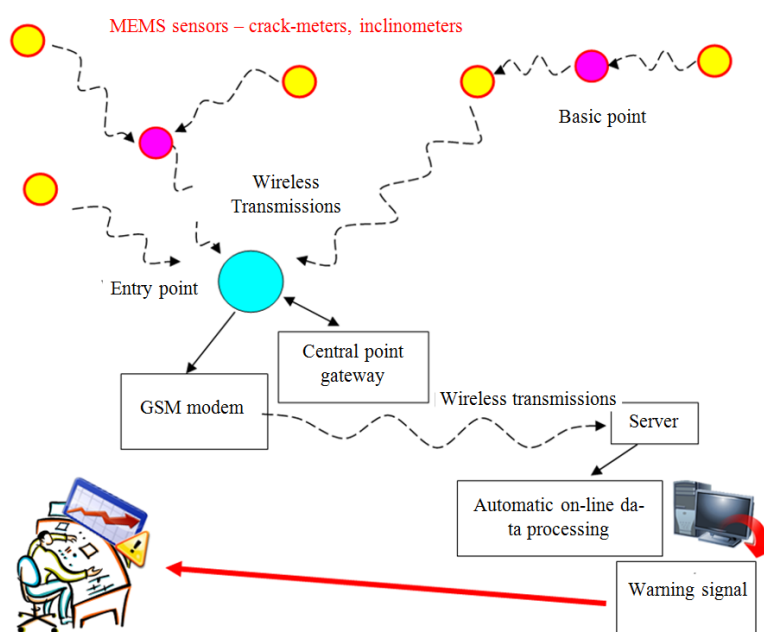 MEMS sensors – crack-meters, inclinometers
Basic point
Wireless
Transmissions
Entry point
Central point
gateway
GSM modem
Wireless transmissions
Server
Automatic on-line da-
ta processing
Warning signal